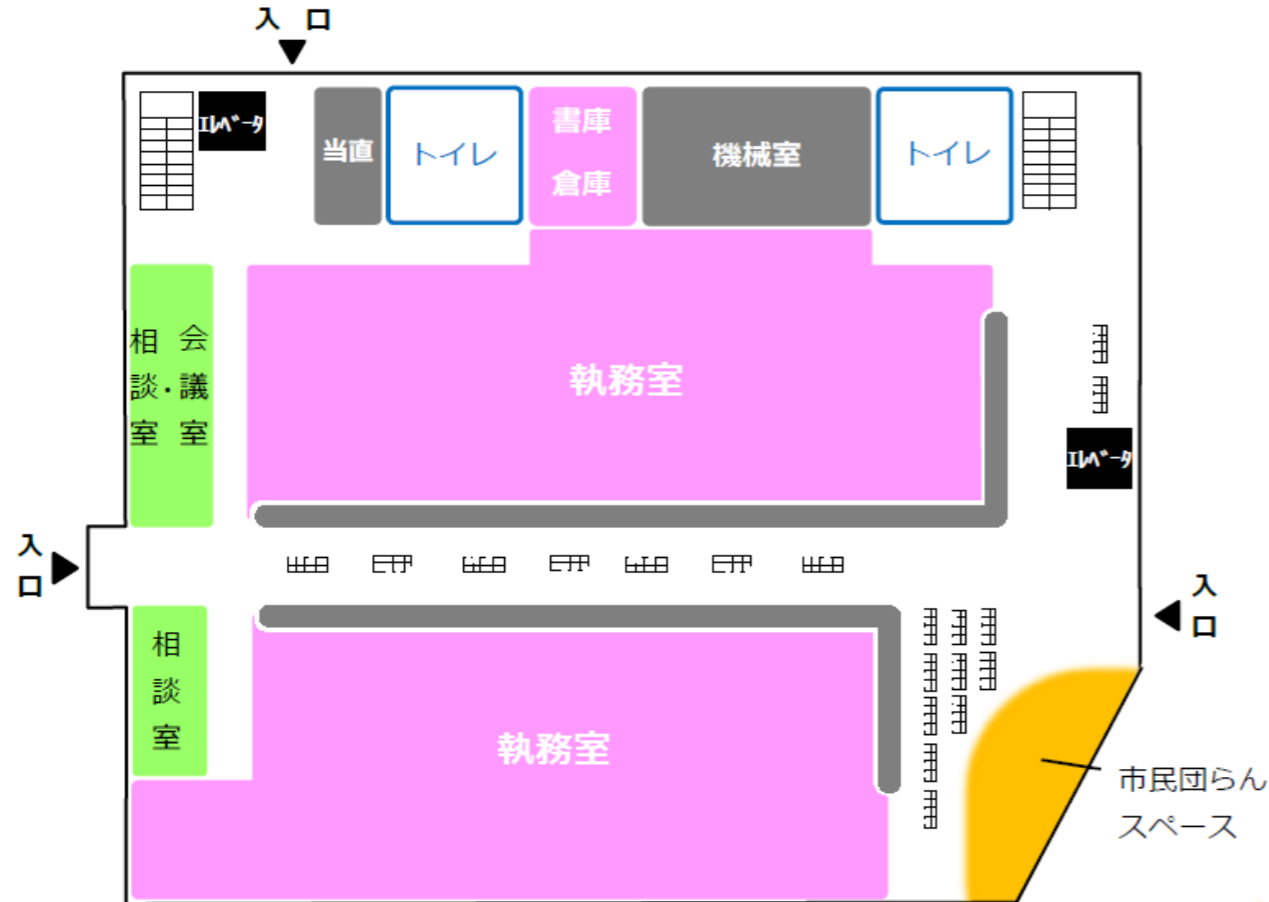 入 口
エレベータ
当直
トイレ
書庫
倉庫
機械室
トイレ
相談・会議室
室
執務室
エレベータ
入口
入口
相談室
執務室
市民団らん
スペース